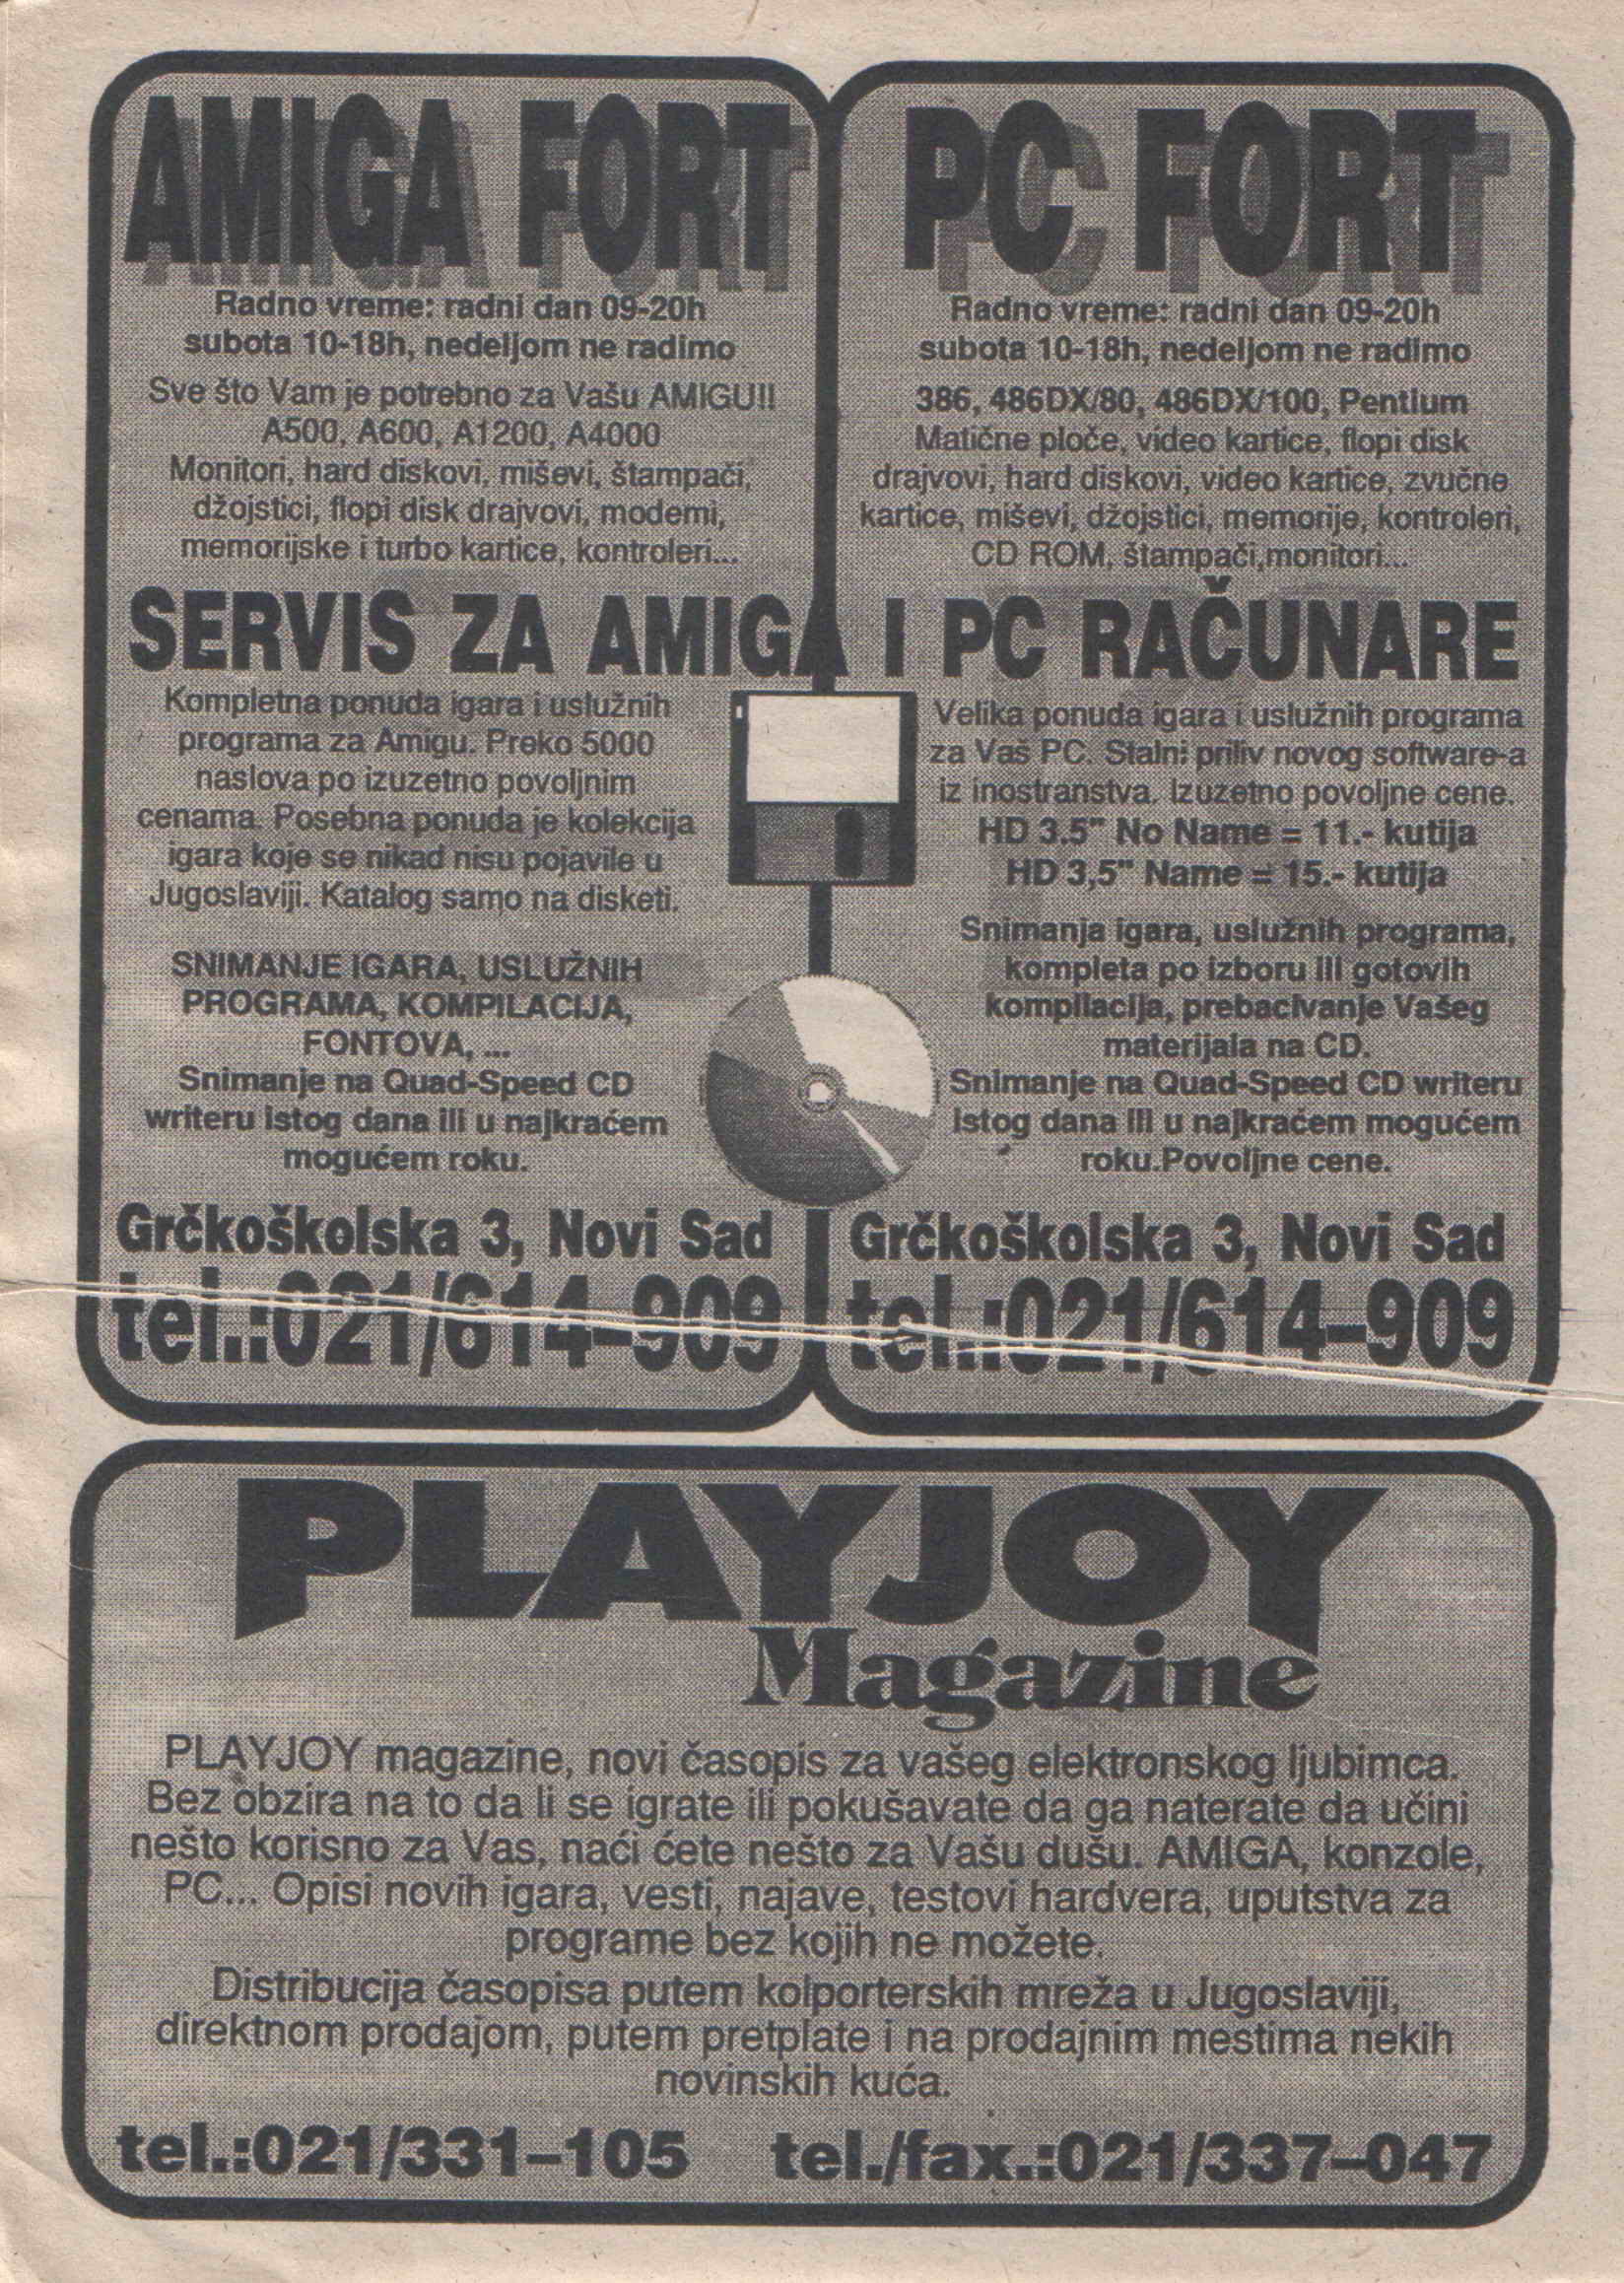 AMIGA FORT
Radno vreme: radni dan 09-20h
subota 10-18h, nedeljom ne radimo
Sve što Vam je potrebno za Vašu AMIGU!!
A500, A600, A1200, A4000
Monitori, hard diskovi, miševi, štampači,
džojstici, flopi disk drajvovi, modemi,
memorijske i turbo kartice, kontroleri...
PC FORT
Radno vreme: radni dan 09-20h
subota 10-18h, nedeljom ne radimo
386, 486DX/80, 486DX/100, Pentium
Matične ploče, video kartice, flopi disk
drajvovi, hard diskovi, video kartice, zvučne
kartice, miševi, džojstici, memorije, kontroleri,
CD ROM, štampači,monitori...
SERVIS ZA AMIGA I PC RAČUNARE
Kompletna ponuda igara i uslužnih
programa za Amigu. Preko 5000
naslova po izuzetno povoljnim
cenama. Posebna ponuda je kolekcija
igara koje se nikad nisu pojavile u
Jugoslaviji. Katalog samo na disketi.
SNIMANJE IGARA, USLUŽNIH
PROGRAMA, KOMPILACIJA,
FONTOVA, ...
Snimanje na Quad-Speed CD
writeru istog dana ili u najkraćem
mogućem roku.
Grčkoškolska 3, Novi Sad
tel.:021/614-909
Velika ponuda igara i uslužnih programa
za Vaš PC. Stalni priliv novog software-a
iz inostranstva. Izuzetno povoljne cene.
HD 3.5" No Name = 11.- kutija
HD 3,5" Name = 15.- kutija
Snimanja igara, uslužnih programa,
kompleta po izboru ili gotovih
kompilacija, prebacivanje Vašeg
materijala na CD.
Snimanje na Quad-Speed CD writeru
istog dana ili u najkraćem mogućem
roku.Povoljne cene.
Grčkoškolska 3, Novi Sad
tel.:021/614-909
PLAYJOY
Magazine
PLAYJOY magazine, novi časopis za vašeg elektronskog ljubimca.
Bez obzira na to da li se igrate ili pokušavate da ga naterate da učini
nešto korisno za Vas, naći ćete nešto za Vašu dušu. AMIGA, konzole,
PC... Opisi novih igara, vesti, najave, testovi hardvera, uputstva za
programe bez kojih ne možete.
Distribucija časopisa putem kolporterskih mreža u Jugoslaviji,
direktnom prodajom, putem pretplate i na prodajnim mestima nekih
novinskih kuća.
tel.:021/331-105 tel./fax.:021/337-047